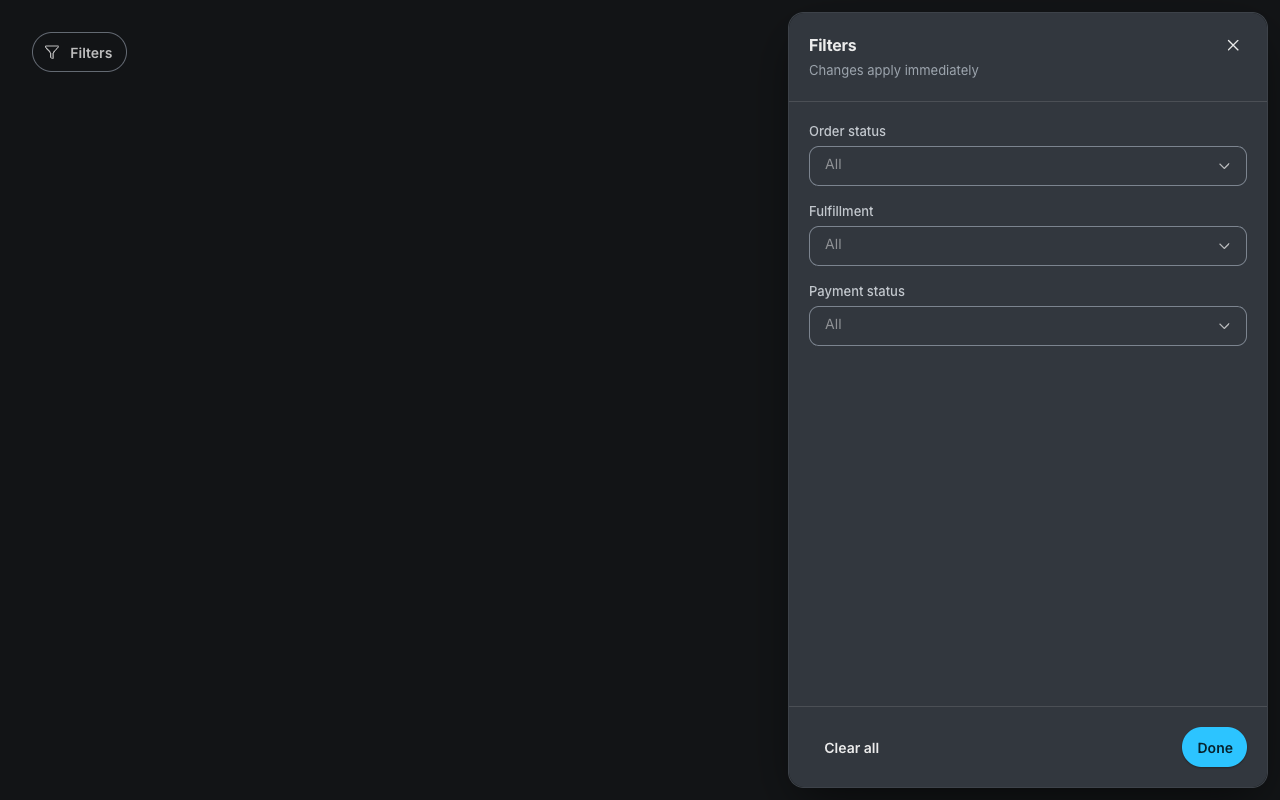 Filters
Filters
Changes apply immediately
Order status
All
Fulfillment
All
Payment status
All
Clear all
Done